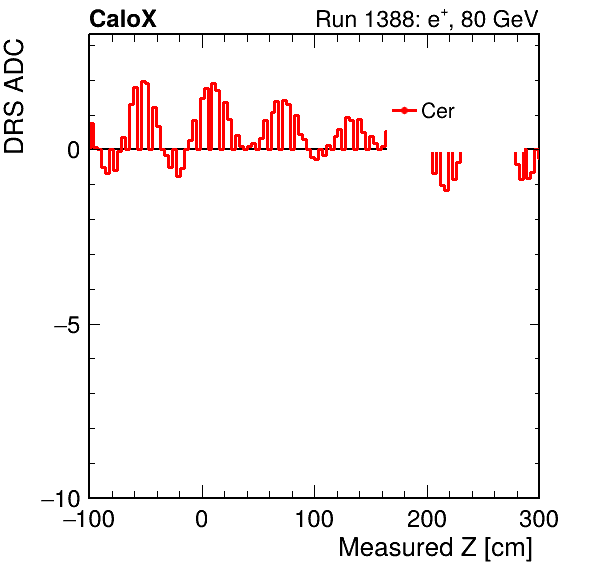 CaloX Run 1388: e+, 80 GeV
DRS ADC
Cer
0
−5
−10
−100 0 100 200 300
Measured Z [cm]